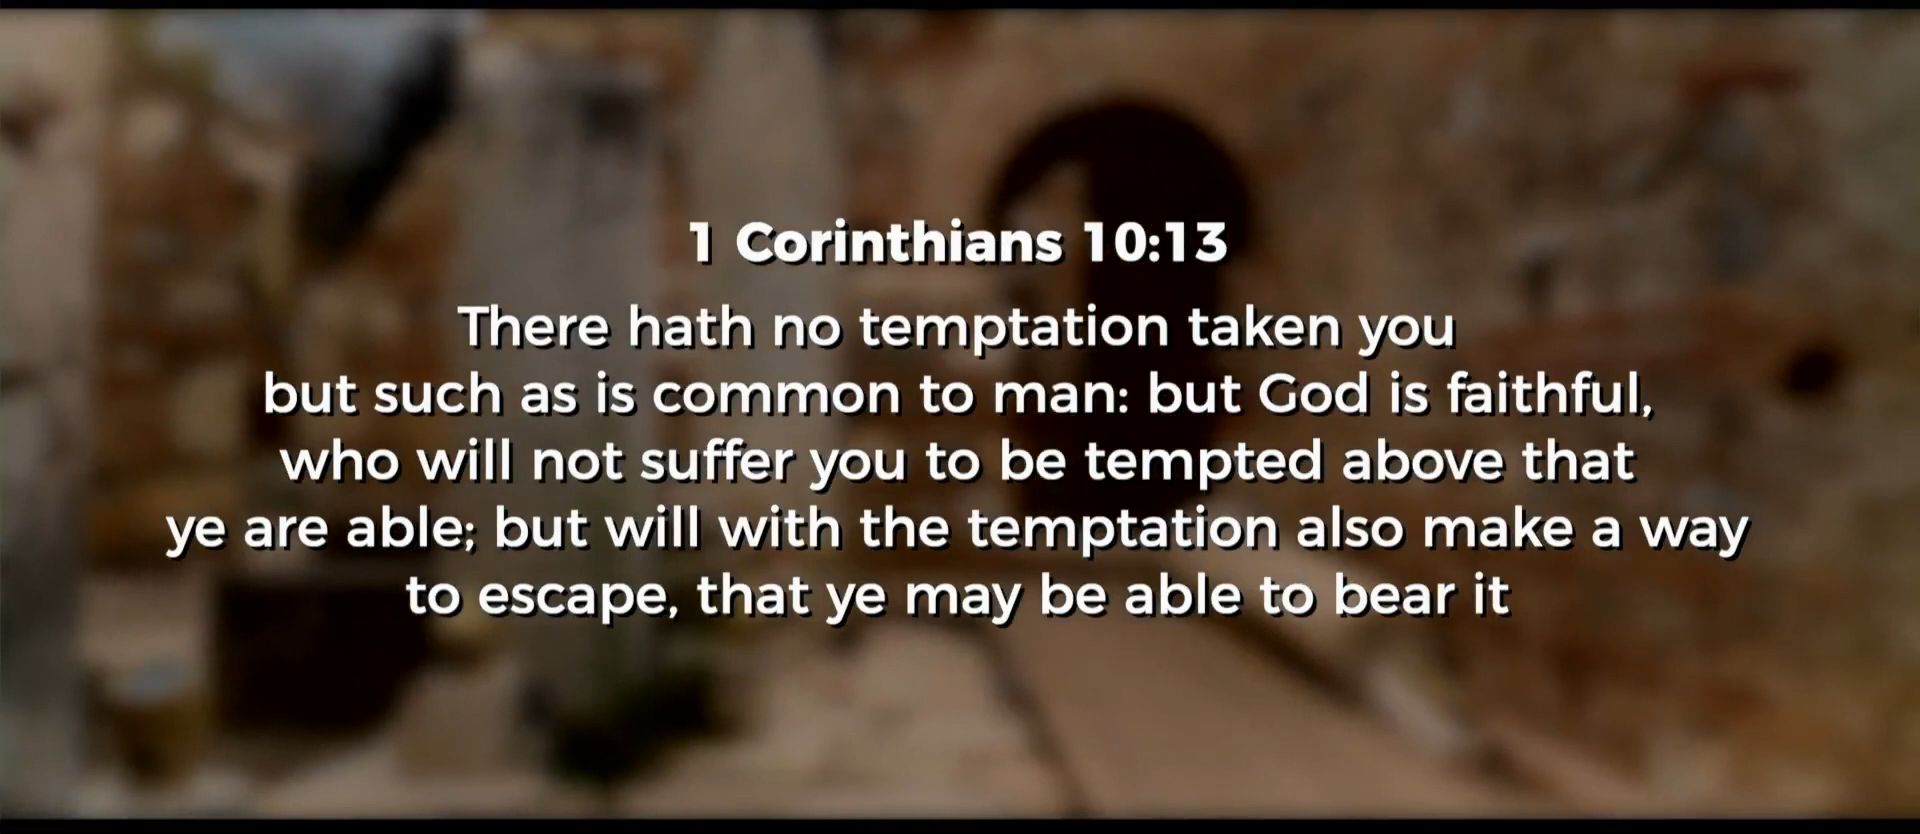 1 Corinthians 10:13
There hath no temptation taken you
but such as is common to man: but God is faithful,
who will not suffer you to be tempted above that
ye are able; but will with the temptation also make a way
to escape, that ye may be able to bear it